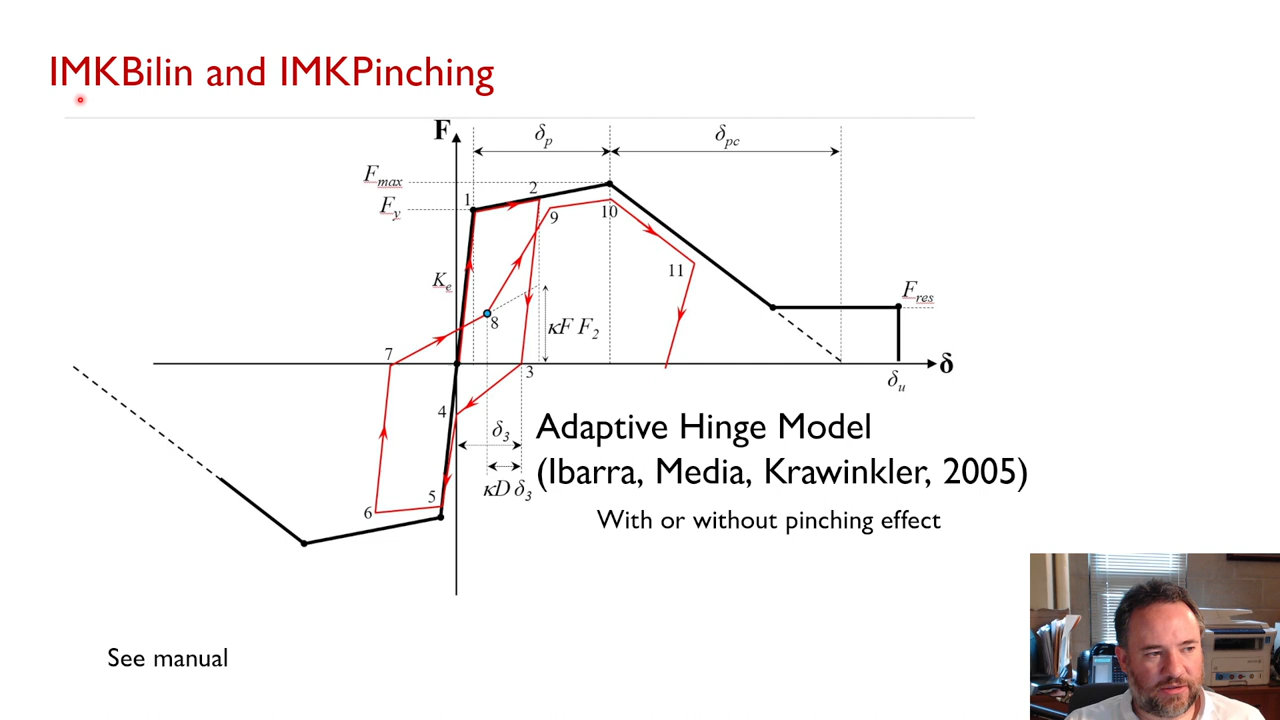 IMKBilin and IMKPinching
F
δp
δpc
Fmax
Fy
1
2
9
10
Ke
11
Fres
8
κF F2
7
3
δ
δu
4
δ3
Adaptive Hinge Model
κD δ3
(Ibarra, Media, Krawinkler, 2005)
5
6
With or without pinching effect
See manual